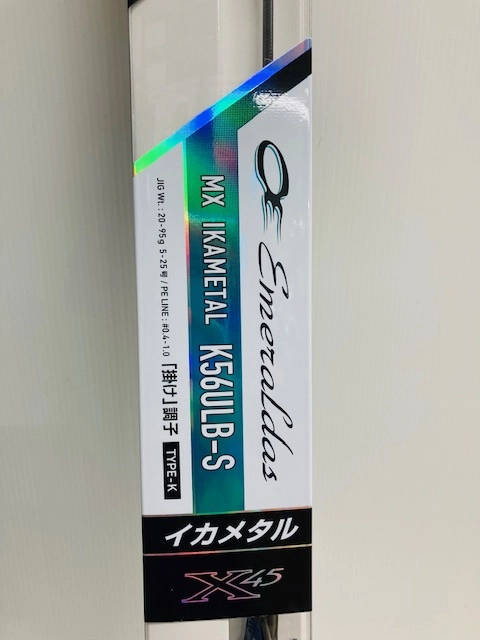 Emeraldas
MX IKAMETAL K56ULB-S
JIG Wt. : 20-95g 5-25号 / PE LINE : #0.4-1.0 「掛け」調子 TYPE-K
イカメタル
X45